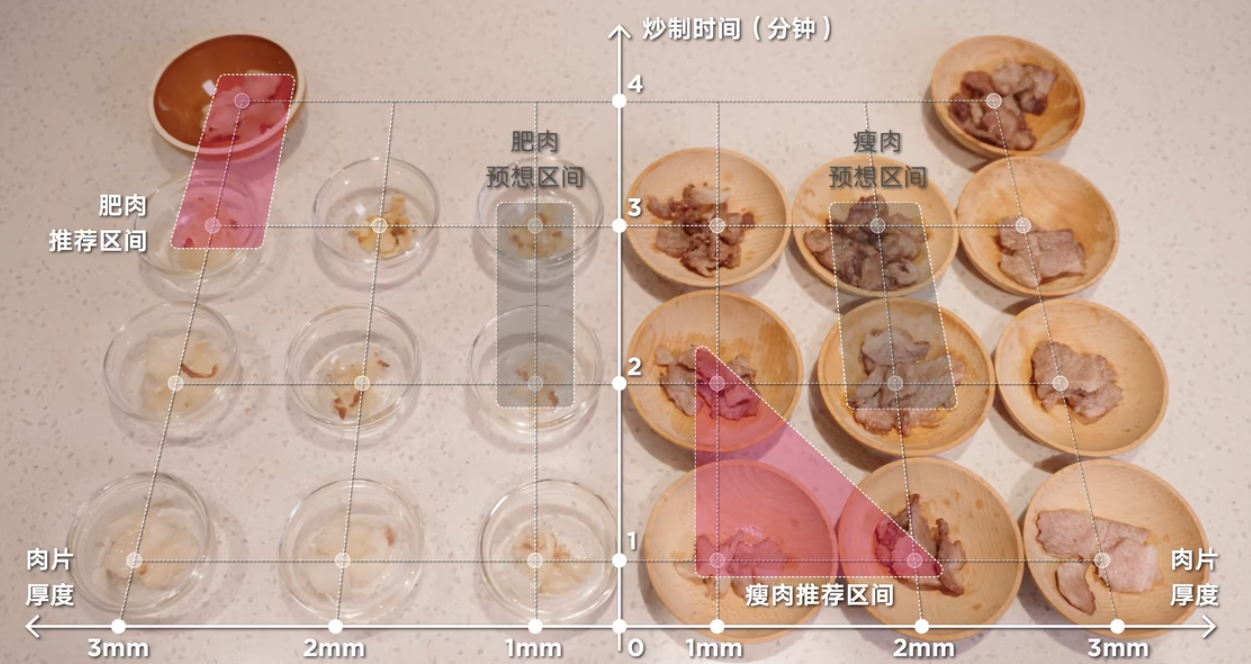 炒制时间（分钟）
4
肥肉
预想区间
瘦肉
预想区间
肥肉
推荐区间
3
2
1
肉片
厚度
肉片
厚度
瘦肉推荐区间
3mm
2mm
1mm
0
1mm
2mm
3mm